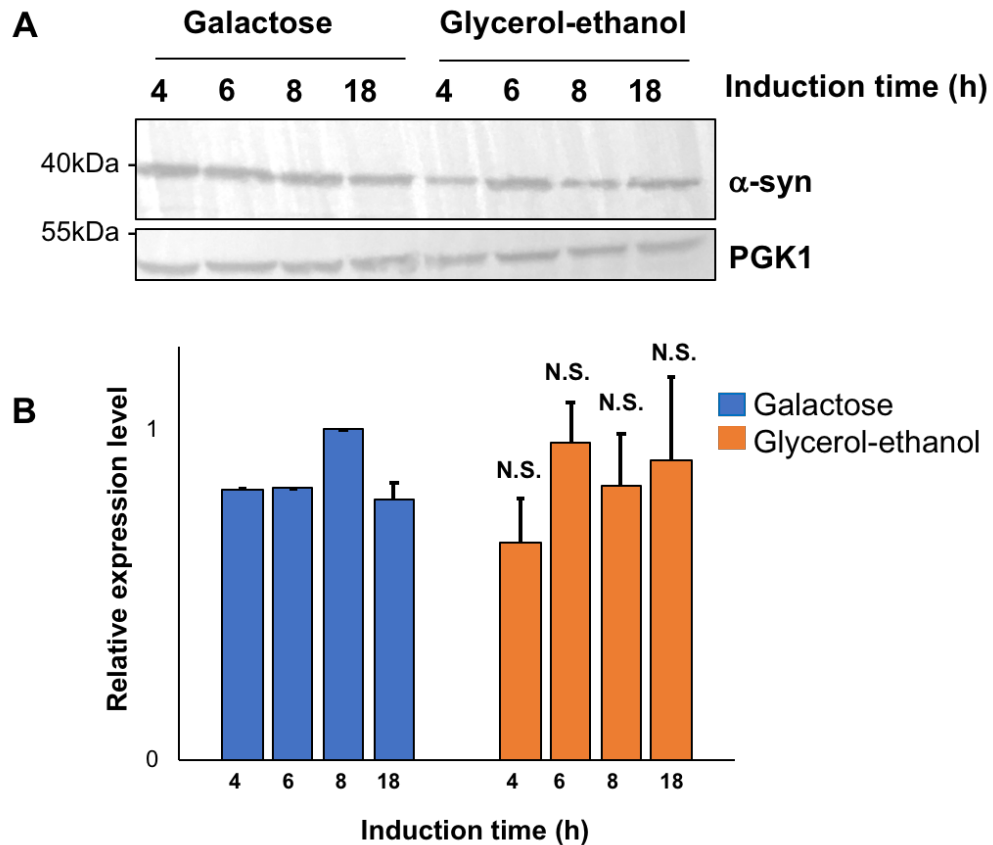 A
Galactose Glycerol-ethanol
4 6 8 18 4 6 8 18 Induction time (h)
40kDa
α-syn
55kDa
PGK1
B
Relative expression level
1
0
N.S. N.S. N.S. N.S.
Galactose
Glycerol-ethanol
4 6 8 18 4 6 8 18
Induction time (h)